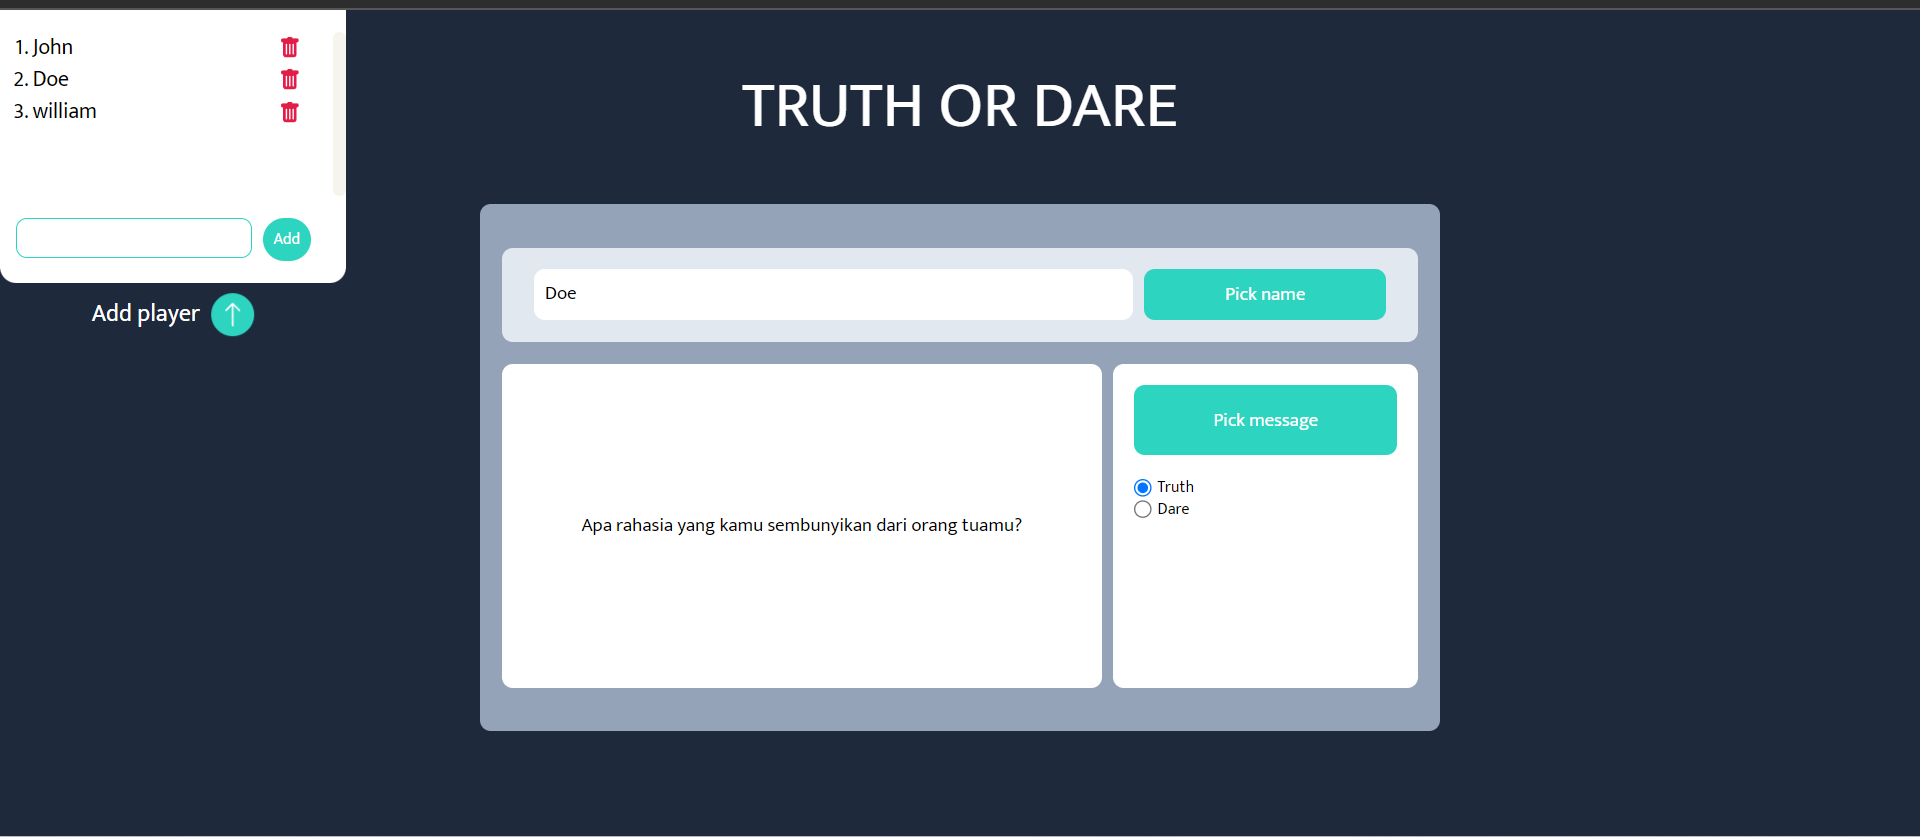 1. John
2. Doe
3. william
Add
Add player
TRUTH OR DARE
Doe
Pick name
Apa rahasia yang kamu sembunyikan dari orang tuamu?
Pick message
Truth
Dare